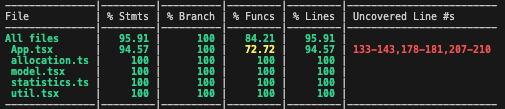 ---------------|---------|----------|---------|---------|-------------------------
File           | % Stmts | % Branch | % Funcs | % Lines | Uncovered Line #s
---------------|---------|----------|---------|---------|-------------------------
All files      |   95.91 |      100 |   84.21 |   95.91 |
 App.tsx       |   94.57 |      100 |   72.72 |   94.57 | 133-143,178-181,207-210
 allocation.ts |     100 |      100 |     100 |     100 |
 model.tsx     |     100 |      100 |     100 |     100 |
 statistics.ts |     100 |      100 |     100 |     100 |
 util.tsx      |     100 |      100 |     100 |     100 |
---------------|---------|----------|---------|---------|-------------------------